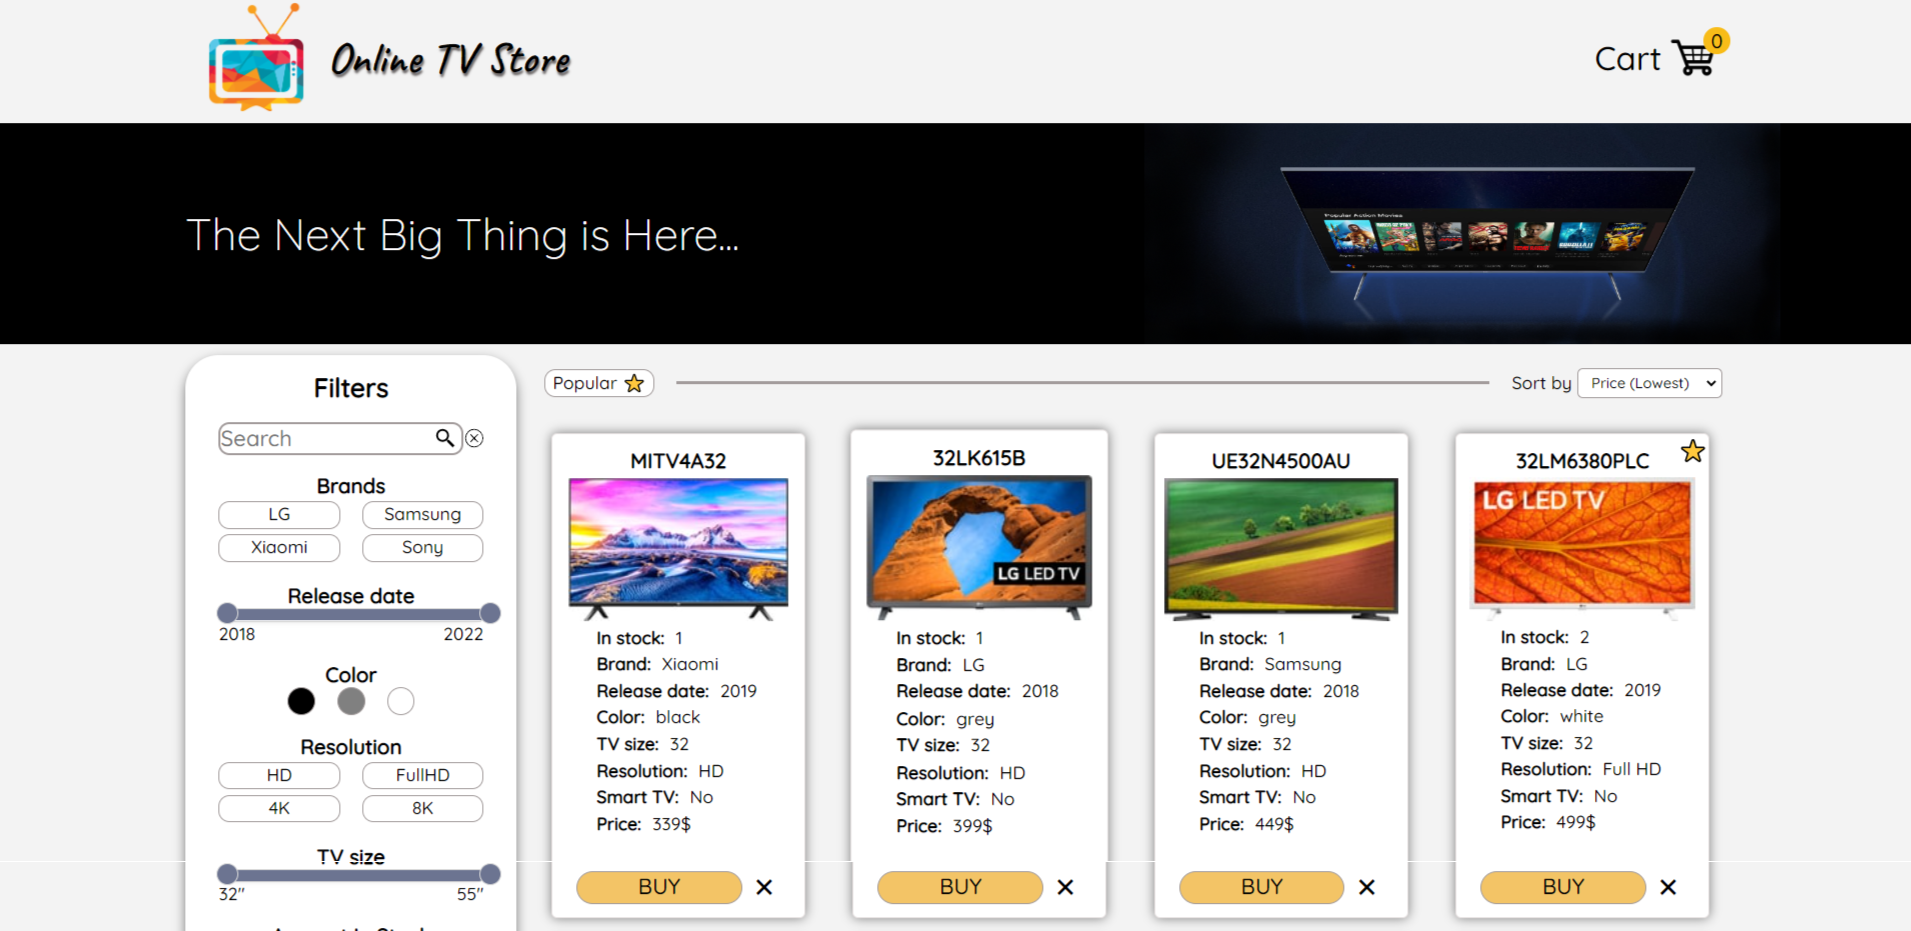 Online TV Store
Cart 0
The Next Big Thing is Here...
Popular Action Movies
Filters
Search
Brands
LG Samsung
Xiaomi Sony
Release date
2018 2022
Color
Resolution
HD FullHD
4K 8K
TV size
32" 55"
Popular
Sort by Price (Lowest)
MITV4A32
In stock: 1
Brand: Xiaomi
Release date: 2019
Color: black
TV size: 32
Resolution: HD
Smart TV: No
Price: 339$
BUY
32LK615B
LG LED TV
In stock: 1
Brand: LG
Release date: 2018
Color: grey
TV size: 32
Resolution: HD
Smart TV: No
Price: 399$
BUY
UE32N4500AU
In stock: 1
Brand: Samsung
Release date: 2018
Color: grey
TV size: 32
Resolution: HD
Smart TV: No
Price: 449$
BUY
32LM6380PLC
LG LED TV
In stock: 2
Brand: LG
Release date: 2019
Color: white
TV size: 32
Resolution: Full HD
Smart TV: No
Price: 499$
BUY